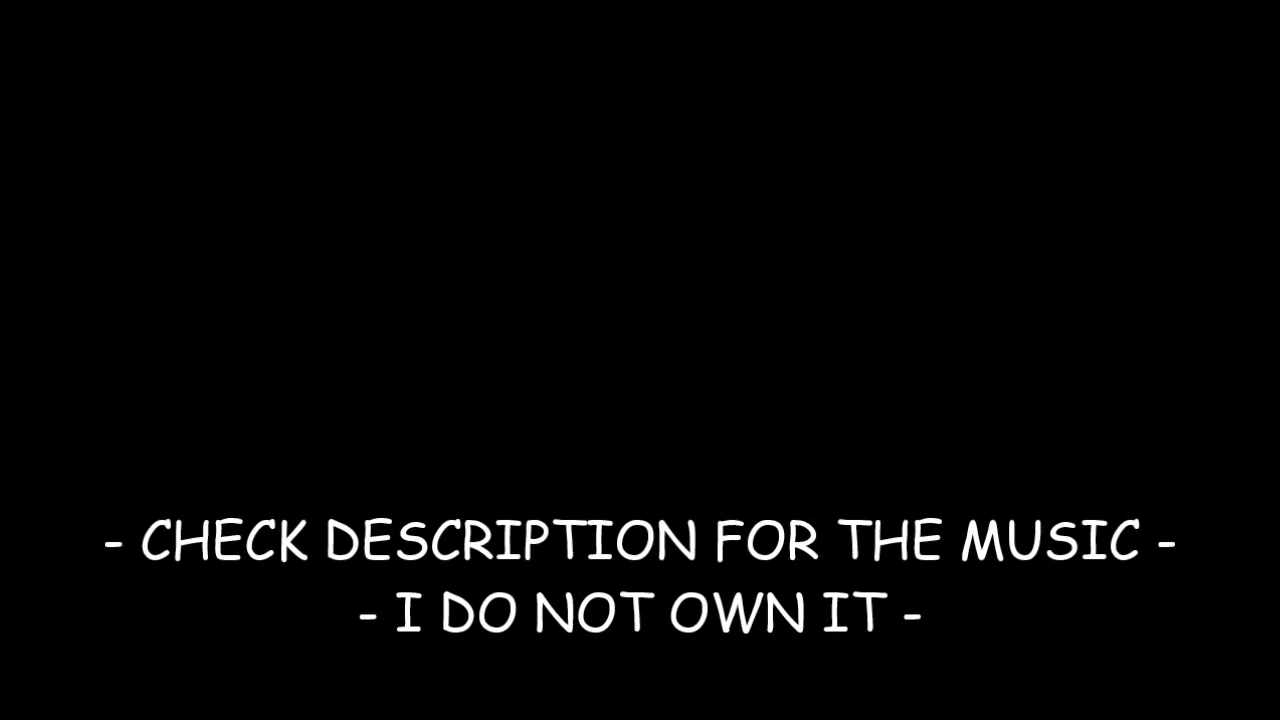 - CHECK DESCRIPTION FOR THE MUSIC -
- I DO NOT OWN IT -